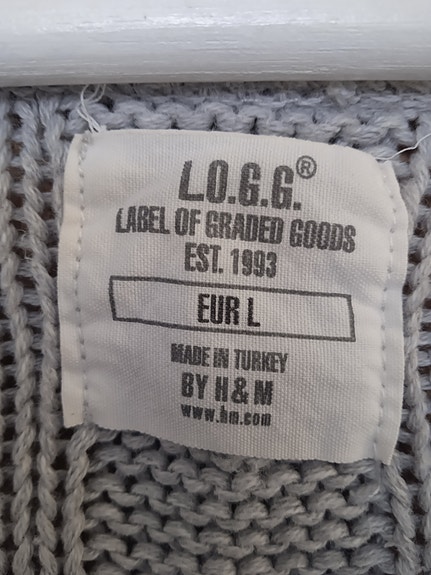 L.O.G.G.®
LABEL OF GRADED GOODS
EST. 1993
EUR L
MADE IN TURKEY
BY H & M
www.hm.com